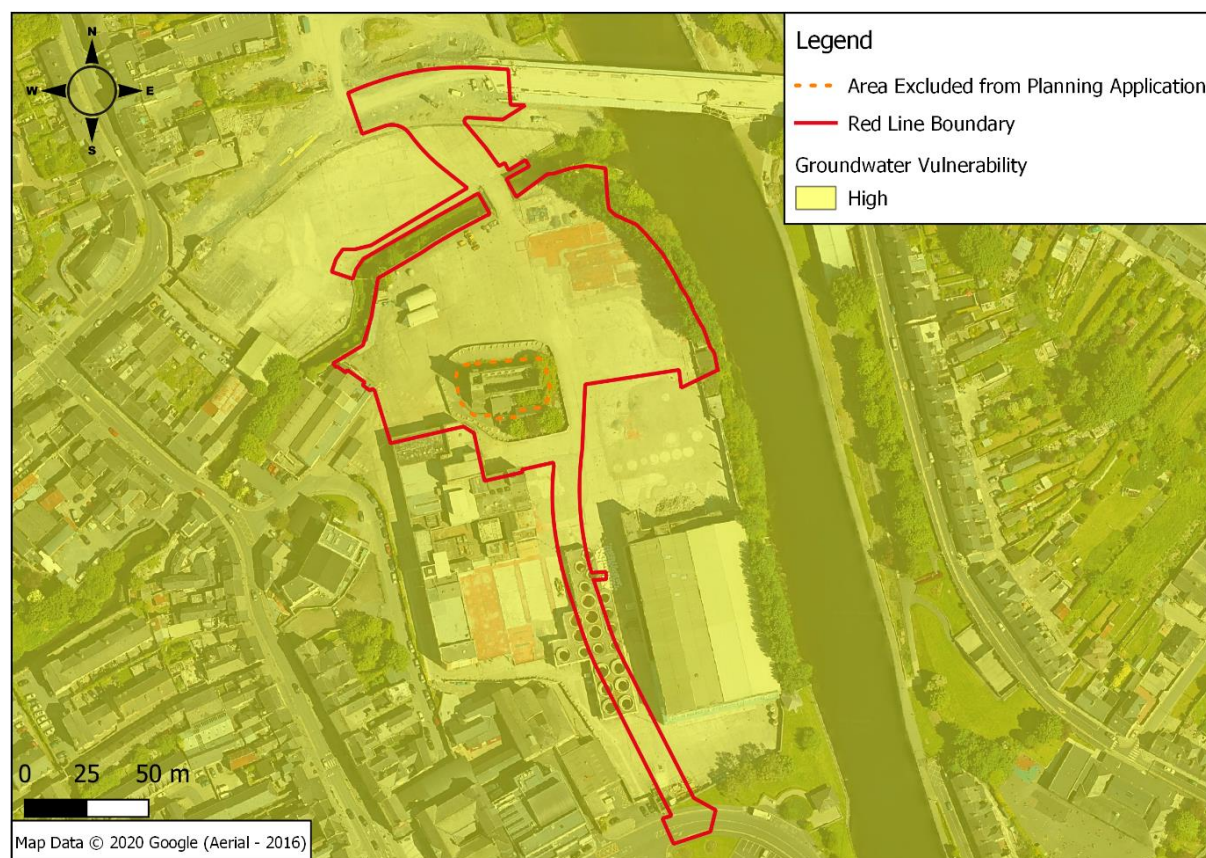 N
W E
S
Legend
Area Excluded from Planning Application
Red Line Boundary
Groundwater Vulnerability
High
0 25 50 m
Map Data © 2020 Google (Aerial - 2016)